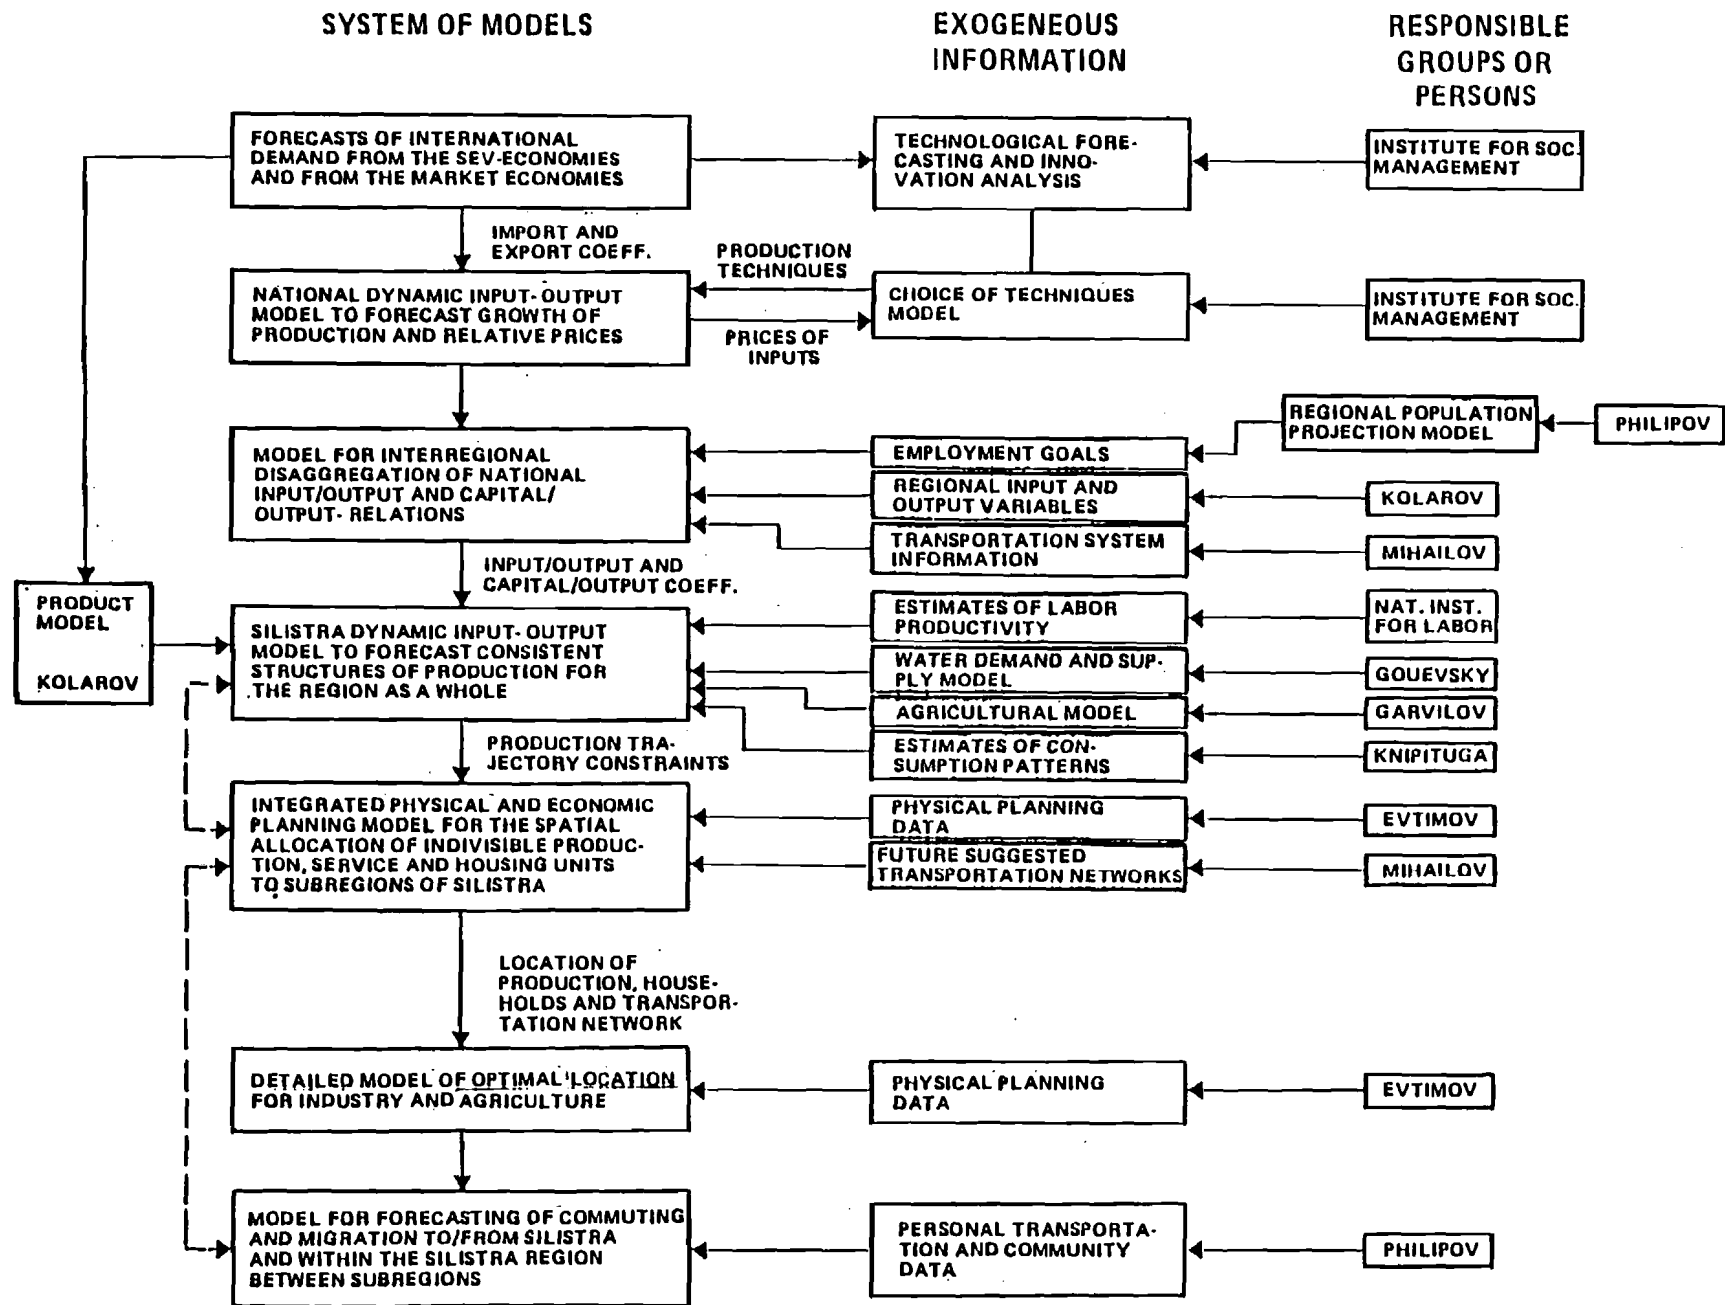 SYSTEM OF MODELS
EXOGENEOUS
INFORMATION
RESPONSIBLE
GROUPS OR
PERSONS
FORECASTS OF INTERNATIONAL
DEMAND FROM THE SEV-ECONOMIES
AND FROM THE MARKET ECONOMIES
TECHNOLOGICAL FORE-
CASTING AND INNO-
VATION ANALYSIS
INSTITUTE FOR SOC.
MANAGEMENT
IMPORT AND
EXPORT COEFF.
PRODUCTION
TECHNIQUES
NATIONAL DYNAMIC INPUT-OUTPUT
MODEL TO FORECAST GROWTH OF
PRODUCTION AND RELATIVE PRICES
PRICES OF
INPUTS
CHOICE OF TECHNIQUES
MODEL
INSTITUTE FOR SOC.
MANAGEMENT
REGIONAL POPULATION
PROJECTION MODEL
PHILIPOV
MODEL FOR INTERREGIONAL
DISAGGREGATION OF NATIONAL
INPUT/OUTPUT AND CAPITAL/
OUTPUT- RELATIONS
EMPLOYMENT GOALS
REGIONAL INPUT AND
OUTPUT VARIABLES
KOLAROV
TRANSPORTATION SYSTEM
INFORMATION
MIHAILOV
INPUT/OUTPUT AND
CAPITAL/OUTPUT COEFF.
PRODUCT
MODEL
KOLAROV
SILISTRA DYNAMIC INPUT-OUTPUT
MODEL TO FORECAST CONSISTENT
STRUCTURES OF PRODUCTION FOR
THE REGION AS A WHOLE
ESTIMATES OF LABOR
PRODUCTIVITY
NAT. INST.
FOR LABOR
WATER DEMAND AND SUP-
PLY MODEL
GOUEVSKY
AGRICULTURAL MODEL
GARVILOV
ESTIMATES OF CON-
SUMPTION PATTERNS
KNIPITUGA
PRODUCTION TRA-
JECTORY CONSTRAINTS
INTEGRATED PHYSICAL AND ECONOMIC
PLANNING MODEL FOR THE SPATIAL
ALLOCATION OF INDIVISIBLE PRODUC-
TION, SERVICE AND HOUSING UNITS
TO SUBREGIONS OF SILISTRA
PHYSICAL PLANNING
DATA
EVTIMOV
FUTURE SUGGESTED
TRANSPORTATION NETWORKS
MIHAILOV
LOCATION OF
PRODUCTION, HOUSE-
HOLDS AND TRANSPOR-
TATION NETWORK
DETAILED MODEL OF OPTIMAL LOCATION
FOR INDUSTRY AND AGRICULTURE
PHYSICAL PLANNING
DATA
EVTIMOV
MODEL FOR FORECASTING OF COMMUTING
AND MIGRATION TO/FROM SILISTRA
AND WITHIN THE SILISTRA REGION
BETWEEN SUBREGIONS
PERSONAL TRANSPORTA-
TION AND COMMUNITY
DATA
PHILIPOV